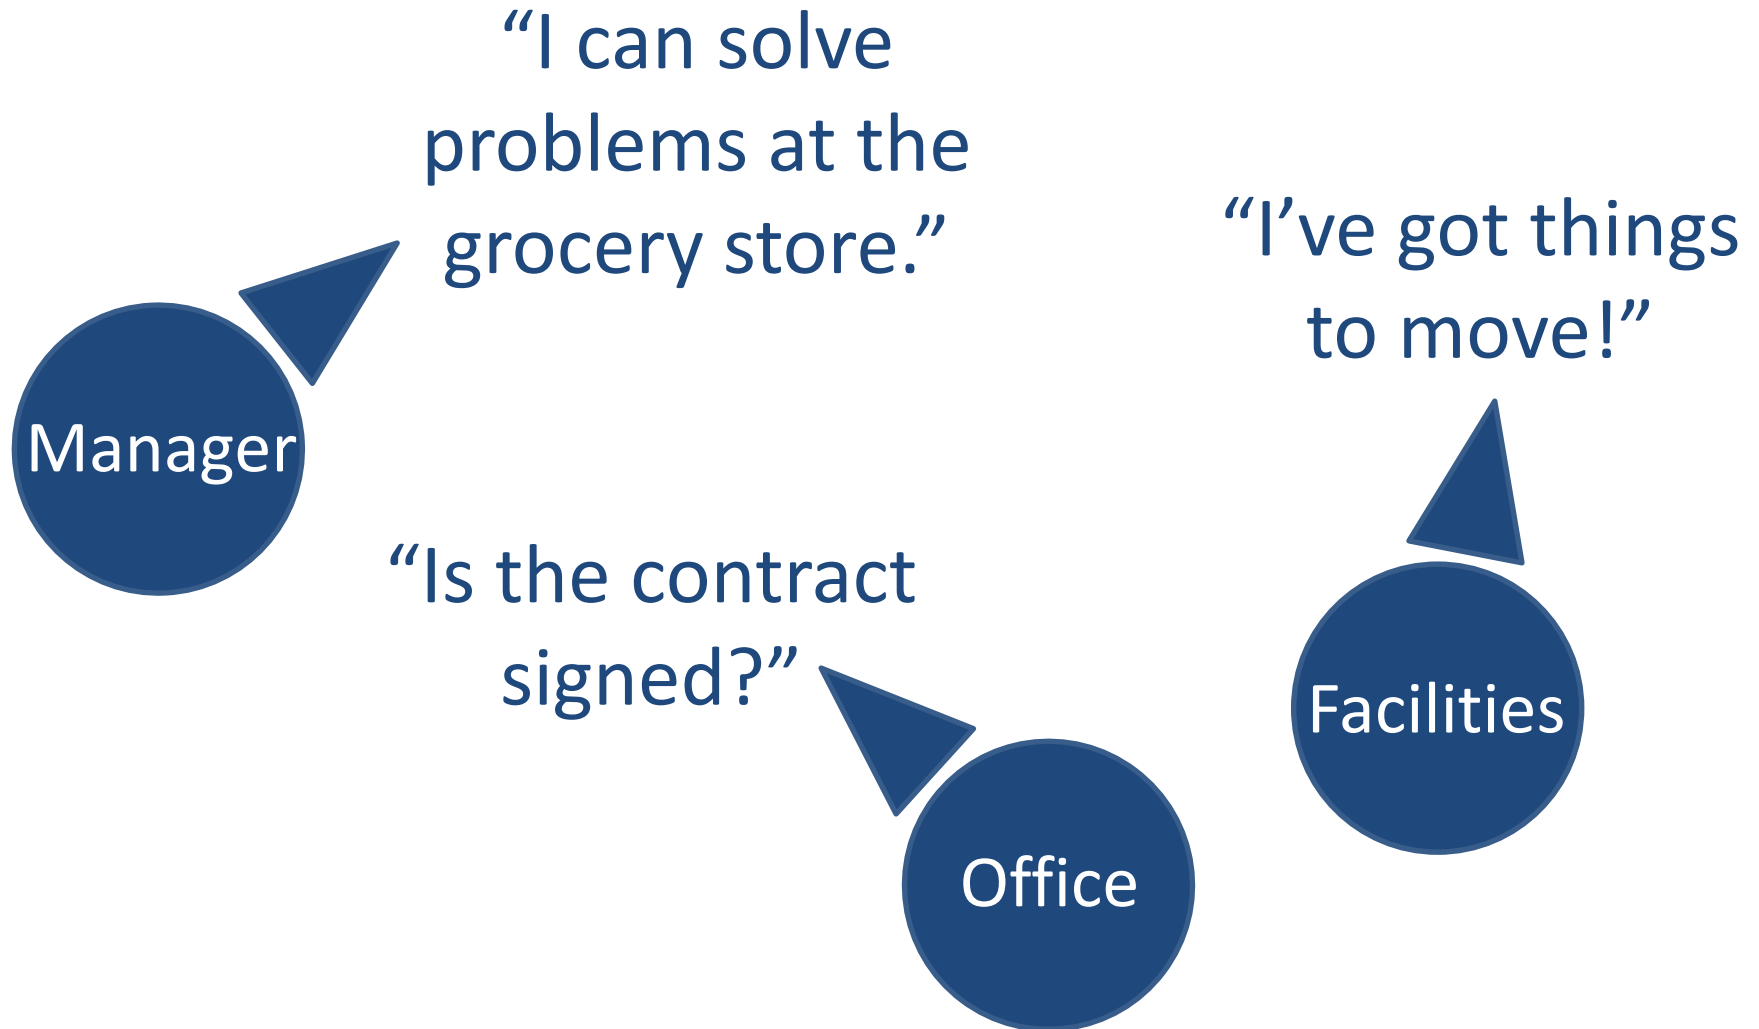 “I can solve
problems at the
grocery store.”
Manager
“I’ve got things
to move!”
Facilities
“Is the contract
signed?”
Office